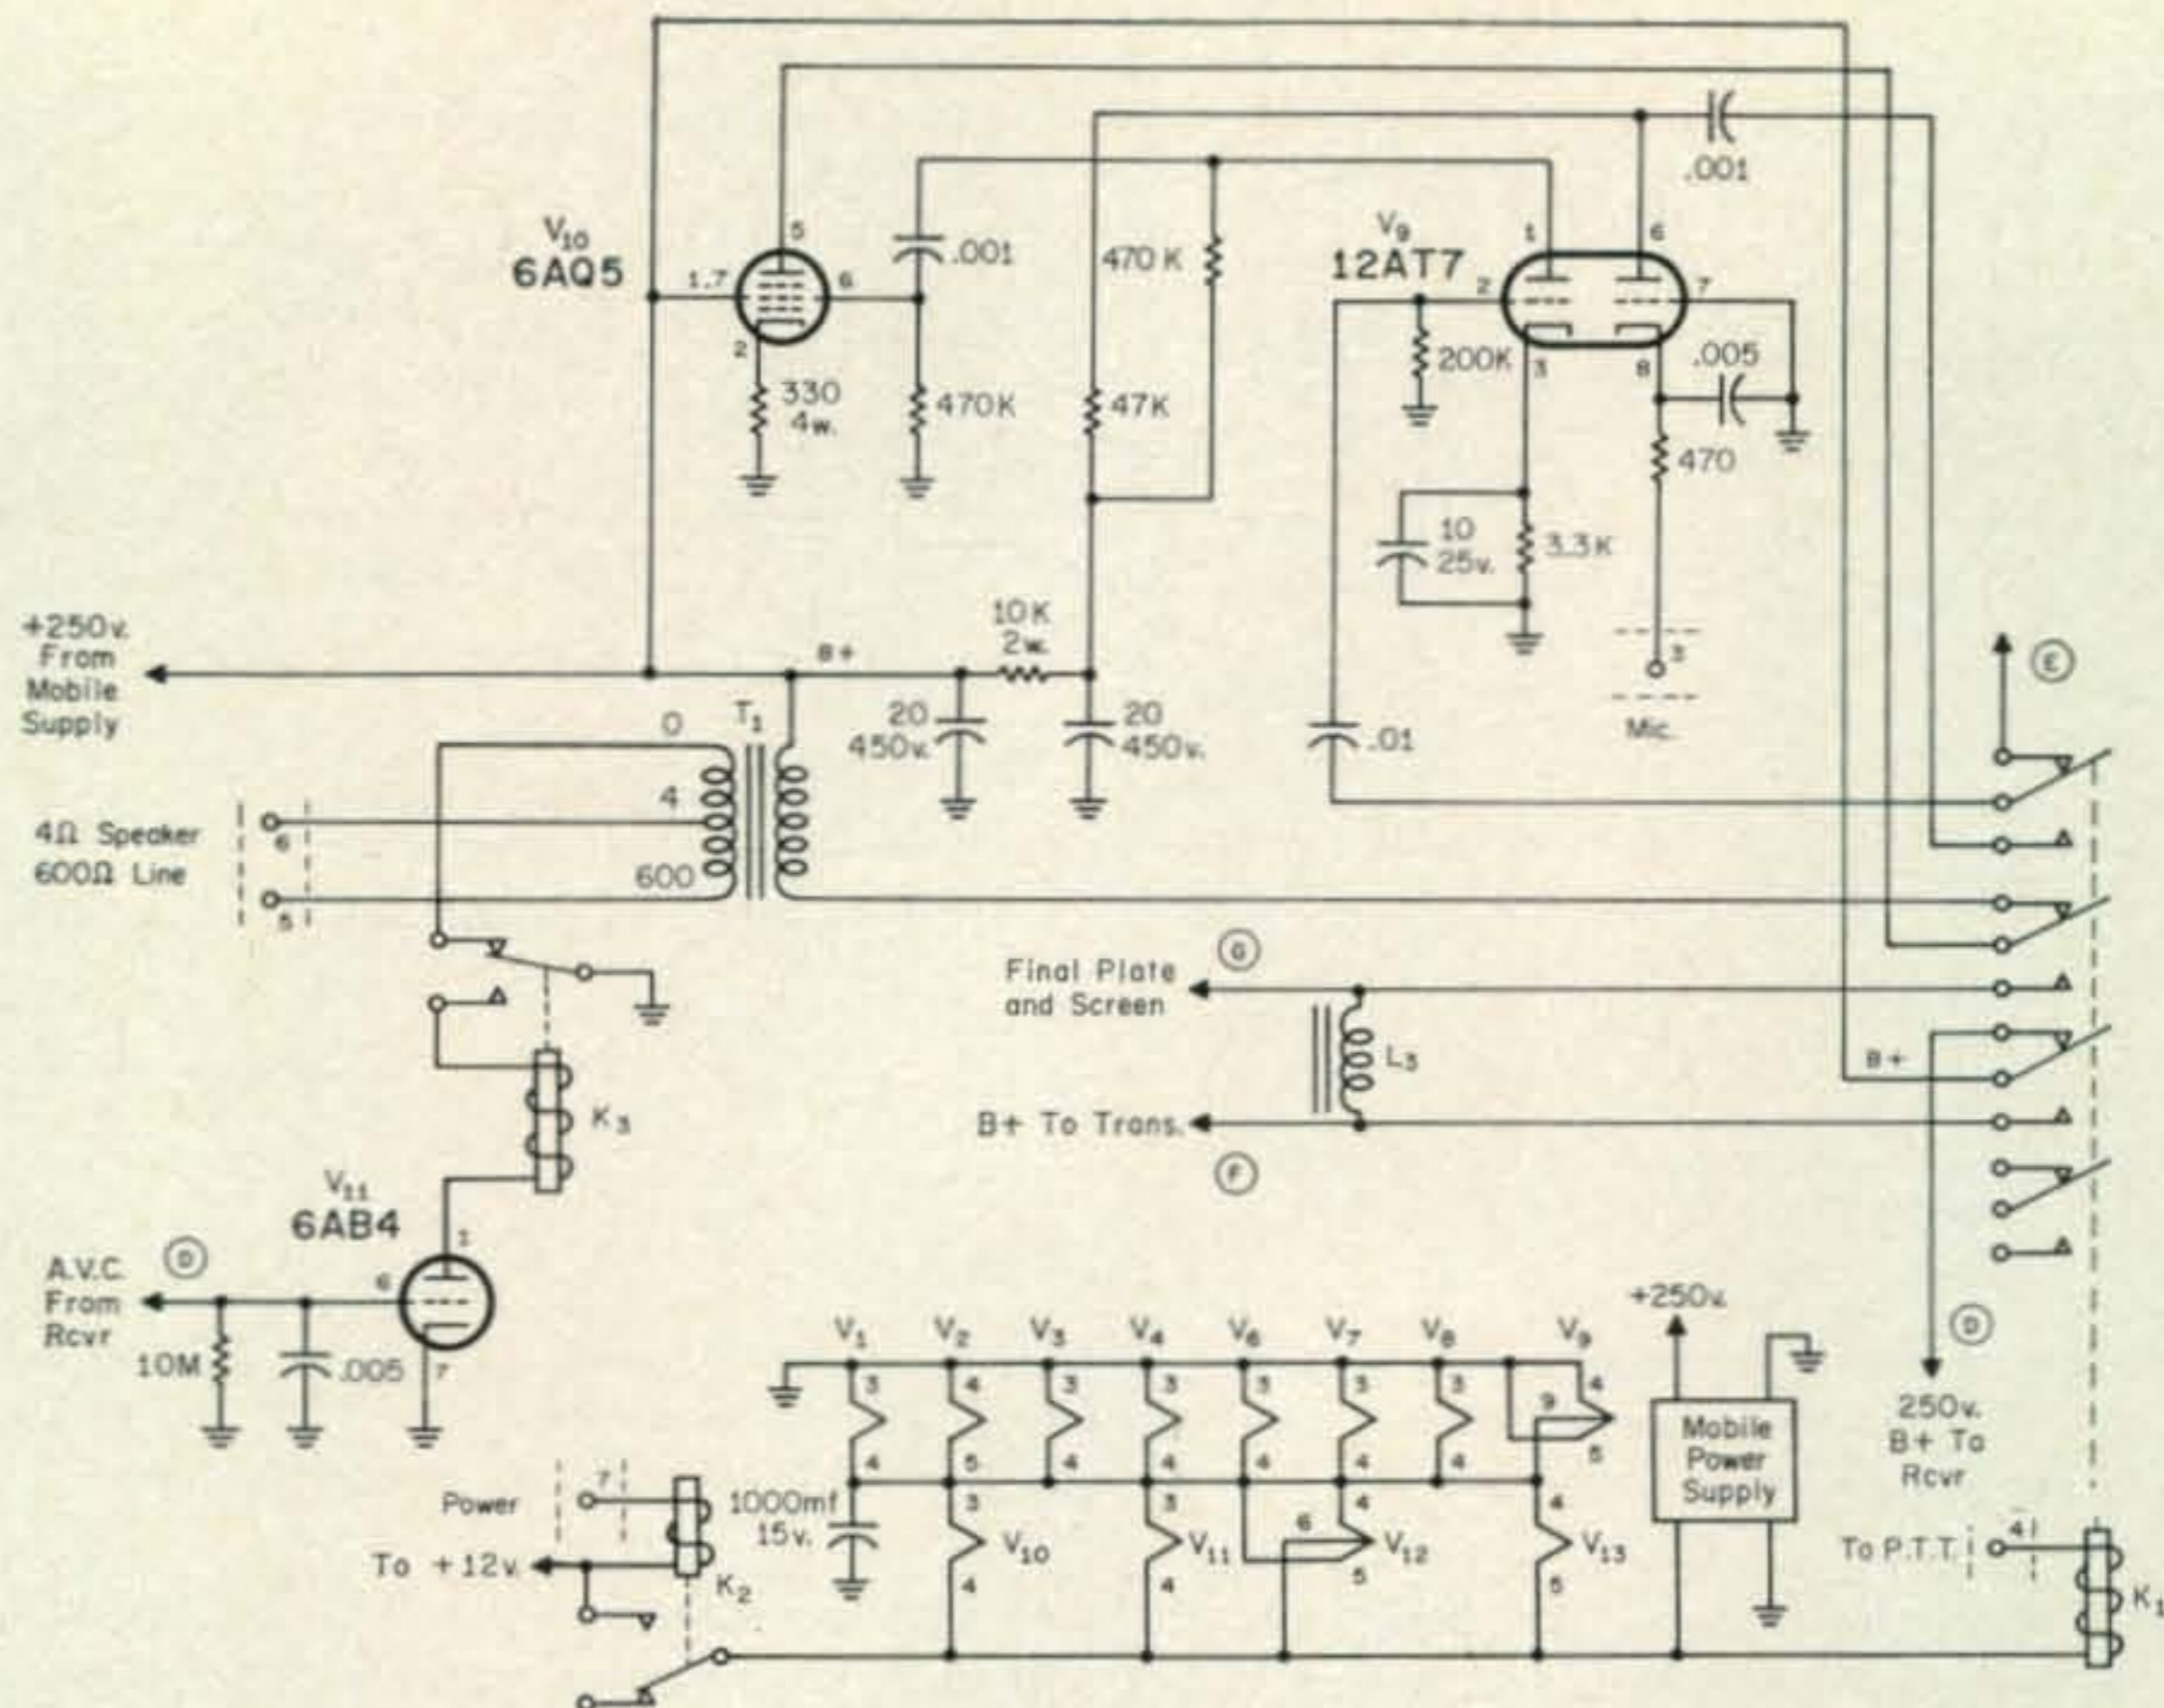 .001
V10
6AQ5
5
1.7
6
2
.001
470 K
V9
12AT7
1
6
2
7
3
8
200K
.005
330
4w.
470K
47K
470
10
25v.
3.3K
+250v.
From
Mobile
Supply
B+
10K
2w.
3
Mic.
E
0
T1
4
600
20
450v.
20
450v.
.01
4Ω Speaker
600Ω Line
6
5
Final Plate
and Screen
G
L3
B+
B+ To Trans.
F
K3
V11
6AB4
1
6
7
A.V.C.
From
Rcvr
D
10M
.005
V1
V2
V3
V4
V6
V7
V8
V9
3
4
3
3
3
3
3
4
9
5
4
5
4
4
4
4
4
+250v.
Mobile
Power
Supply
D
250v.
B+ To
Rcvr
Power
7
To +12v.
K2
1000mf
15v.
3
V10
4
3
V11
4
4
6
V12
5
4
V13
5
To P.T.T.
4
K1